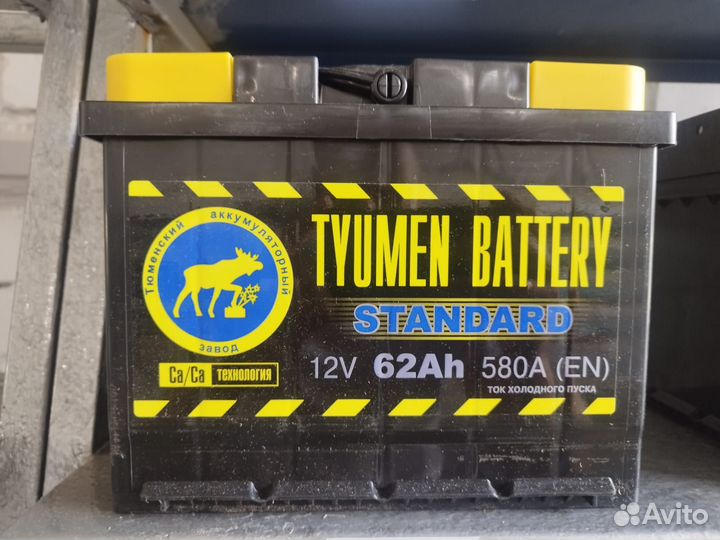 Тюменский аккумуляторный
завод
Ca/Ca технология
TYUMEN BATTERY
STANDARD
12V 62Ah 580A (EN)
ТОК ХОЛОДНОГО ПУСКА
Avito